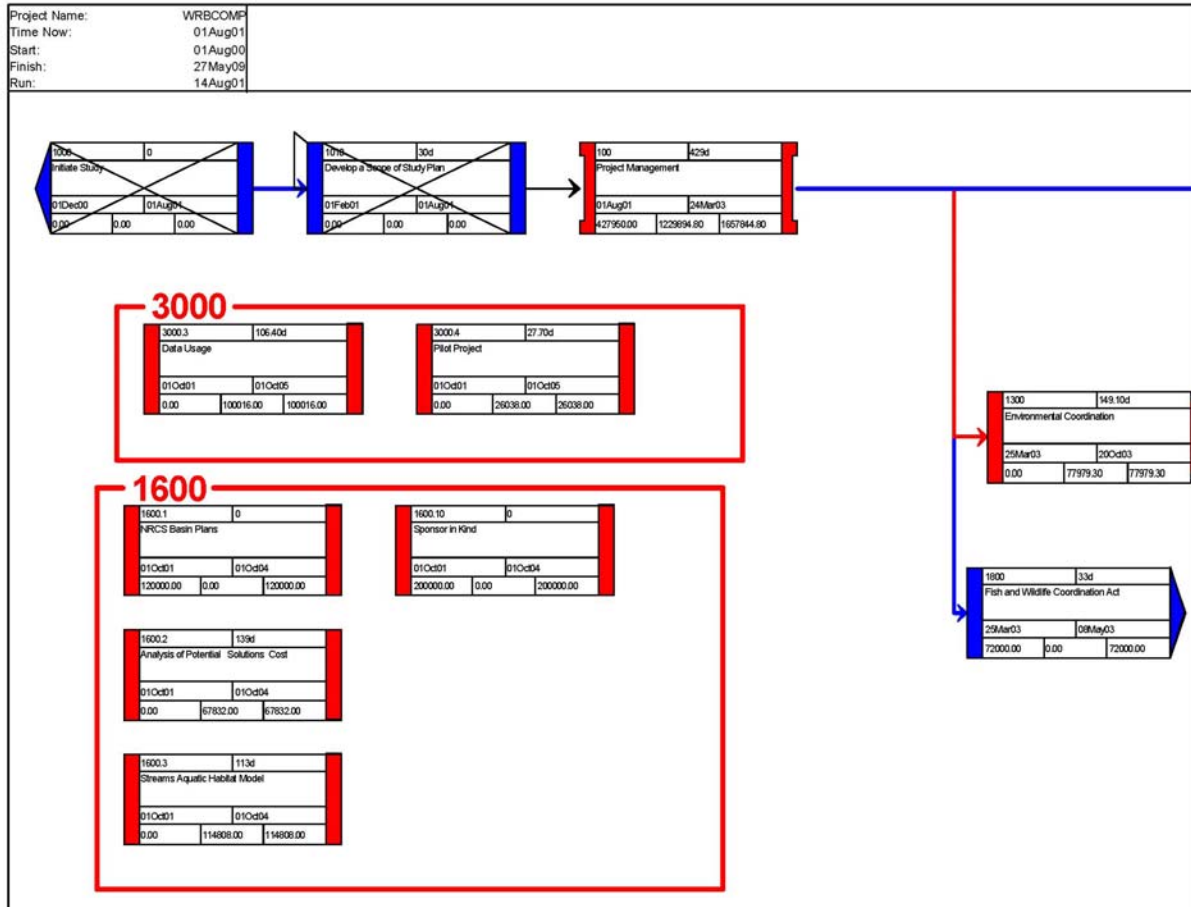 Project Name: WRBCOMP
Time Now: 01Aug01
Start: 01Aug00
Finish: 27May09
Run: 14Aug01
1000 0
Initiate Study
01Dec00 01Aug01
0.00 0.00 0.00
1010 30d
Develop a Scope of Study Plan
01Feb01 01Aug01
0.00 0.00 0.00
100 429d
Project Management
01Aug01 24Mar03
427950.00 1229894.80 1657844.80
3000
3000.3 106.40d
Data Usage
01Oct01 01Oct05
0.00 100016.00 100016.00
3000.4 27.70d
Pilot Project
01Oct01 01Oct05
0.00 26038.00 26038.00
1300 149.10d
Environmental Coordination
25Mar03 20Oct03
0.00 77979.30 77979.30
1600
1600.1 0
NRCS Basin Plans
01Oct01 01Oct04
120000.00 0.00 120000.00
1600.10 0
Sponsor in Kind
01Oct01 01Oct04
200000.00 0.00 200000.00
1800 33d
Fish and Wildlife Coordination Act
25Mar03 08May03
72000.00 0.00 72000.00
1600.2 139d
Analysis of Potential Solutions Cost
01Oct01 01Oct04
0.00 67832.00 67832.00
1600.3 113d
Streams Aquatic Habitat Model
01Oct01 01Oct04
0.00 114808.00 114808.00